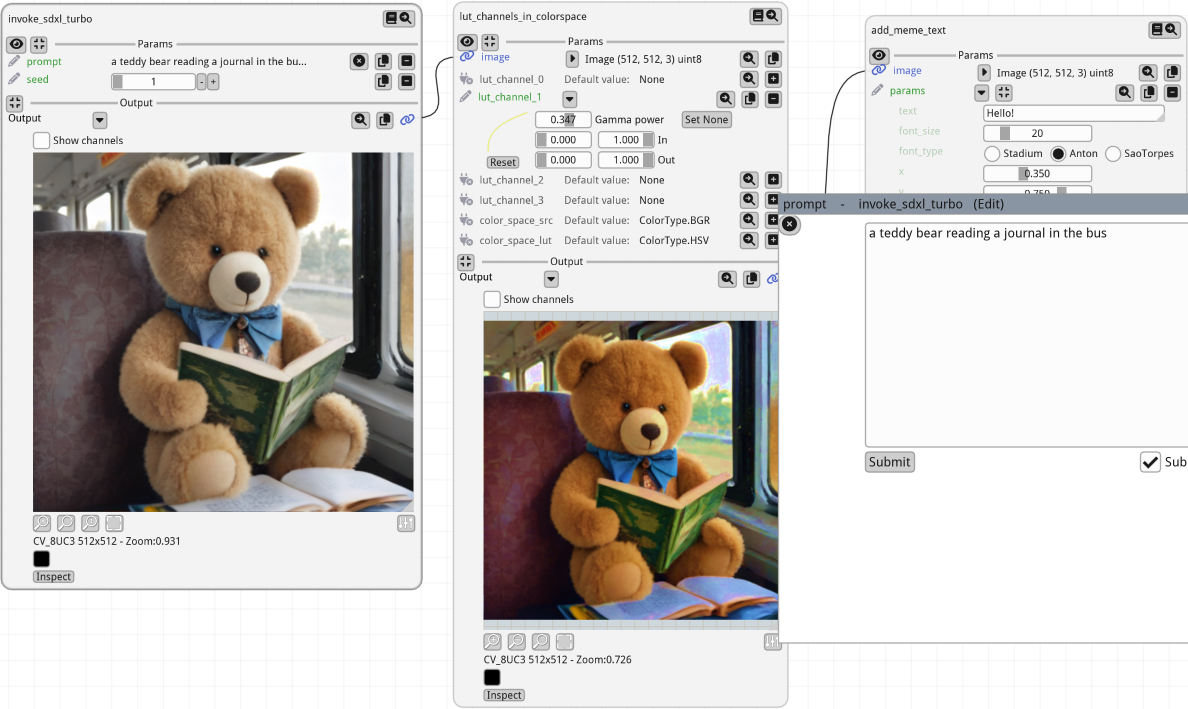 invoke_sdxl_turbo
Params
prompt a teddy bear reading a journal in the bu...
seed 1 - +
Output
Output
Show channels
CV_8UC3 512x512 - Zoom:0.931
Inspect
lut_channels_in_colorspace
Params
image Image (512, 512, 3) uint8
lut_channel_0 Default value: None
lut_channel_1
0.347 Gamma power Set None
0.000 1.000 In
Reset 0.000 1.000 Out
lut_channel_2 Default value: None
lut_channel_3 Default value: None
color_space_src Default value: ColorType.BGR
color_space_lut Default value: ColorType.HSV
Output
Output
Show channels
CV_8UC3 512x512 - Zoom:0.726
Inspect
add_meme_text
Params
image Image (512, 512, 3) uint8
params
text Hello!
font_size 20
font_type Stadium Anton SaoTorpes
x 0.350
y 0.750
prompt - invoke_sdxl_turbo (Edit)
a teddy bear reading a journal in the bus
Submit Sub